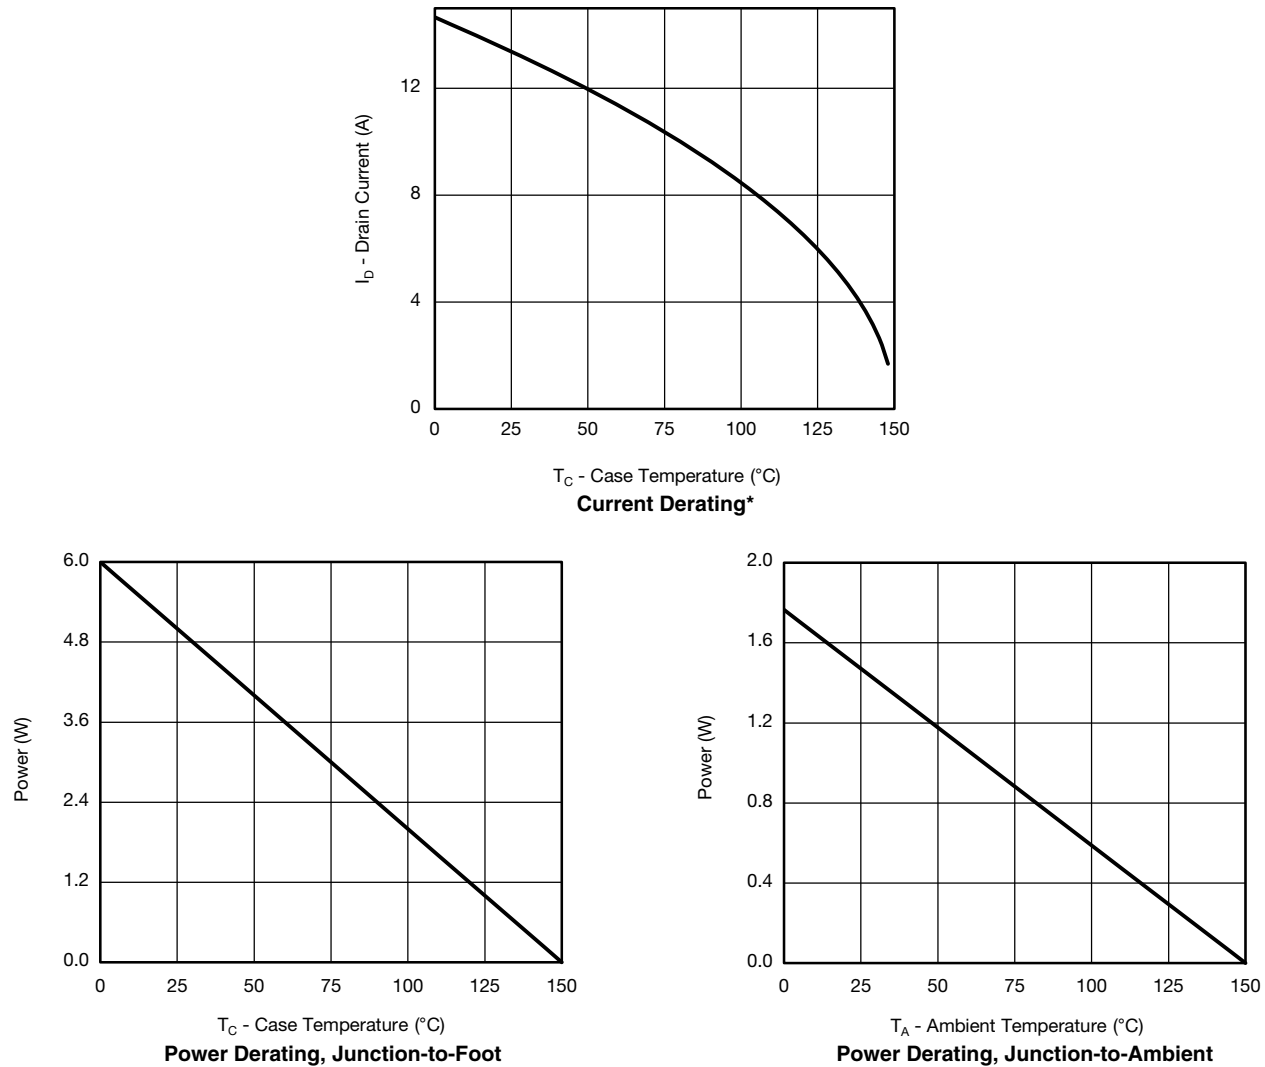 12
8
4
0
0 25 50 75 100 125 150
I_D - Drain Current (A)
T_C - Case Temperature (°C)
Current Derating*
6.0
4.8
3.6
2.4
1.2
0.0
0 25 50 75 100 125 150
Power (W)
T_C - Case Temperature (°C)
Power Derating, Junction-to-Foot
2.0
1.6
1.2
0.8
0.4
0.0
0 25 50 75 100 125 150
Power (W)
T_A - Ambient Temperature (°C)
Power Derating, Junction-to-Ambient